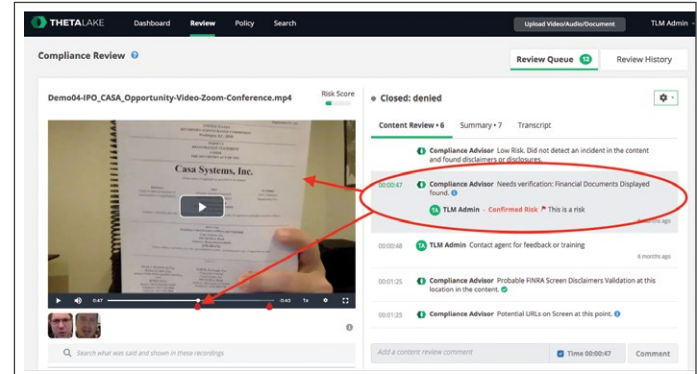 THETALAKE
Dashboard
Review
Policy
Search
Upload Video/Audio/Document
TLM Admin
Compliance Review
Review Queue 12
Review History
Demo04-IPO_CASA_Opportunity-Video-Zoom-Conference.mp4
Risk Score
Casa Systems, Inc.
0:47
-0:40
1x
Search what was said and shown in these recordings
Closed: denied
Content Review • 6
Summary • 7
Transcript
Compliance Advisor Low Risk. Did not detect an incident in the content
and found disclaimers or disclosures.
00:00:47
Compliance Advisor Needs verification: Financial Documents Displayed
found.
TA TLM Admin - Confirmed Risk This is a risk
ago
00:00:48
TA TLM Admin Contact agent for feedback or training
6 months ago
00:01:25
Compliance Advisor Probable FINRA Screen Disclaimers Validation at this
location in the content.
00:01:25
Compliance Advisor Potential URLs on Screen at this point.
Add a content review comment
Time 00:00:47
Comment